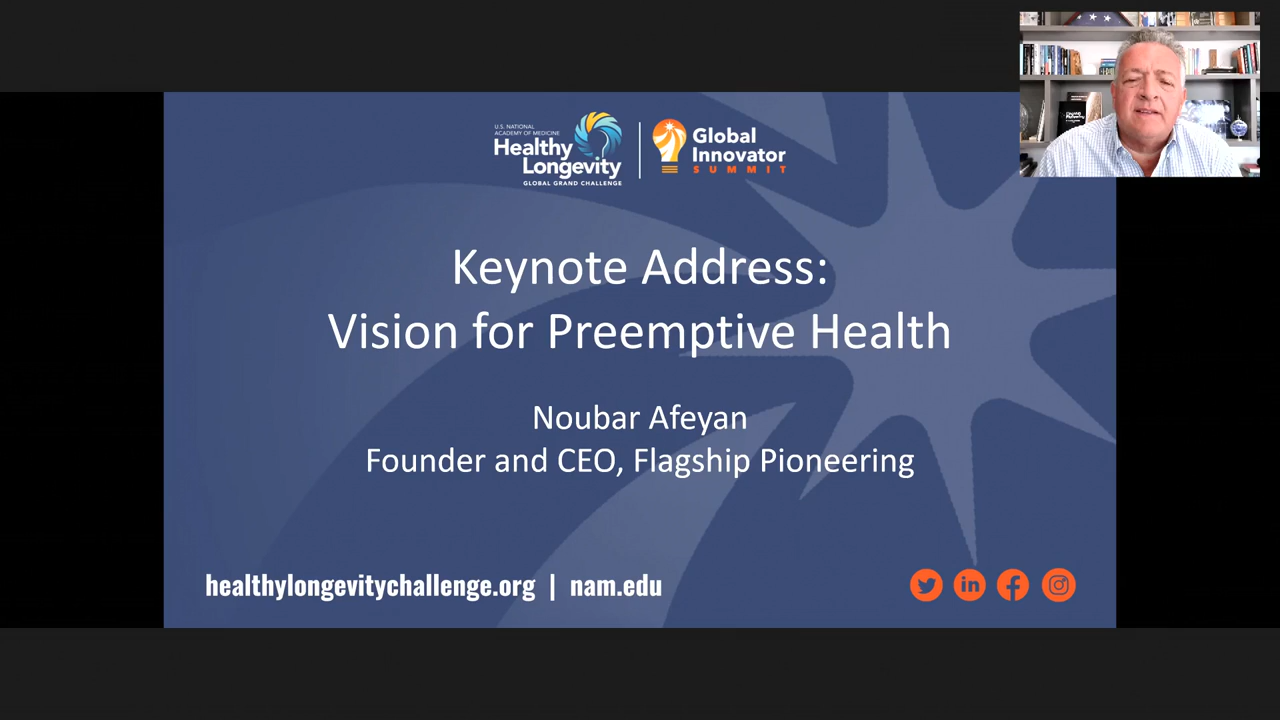 U.S. NATIONAL
ACADEMY OF MEDICINE
Healthy
Longevity
GLOBAL GRAND CHALLENGE
Global
Innovator
SUMMIT
Keynote Address:
Vision for Preemptive Health
Noubar Afeyan
Founder and CEO, Flagship Pioneering
healthylongevitychallenge.org | nam.edu